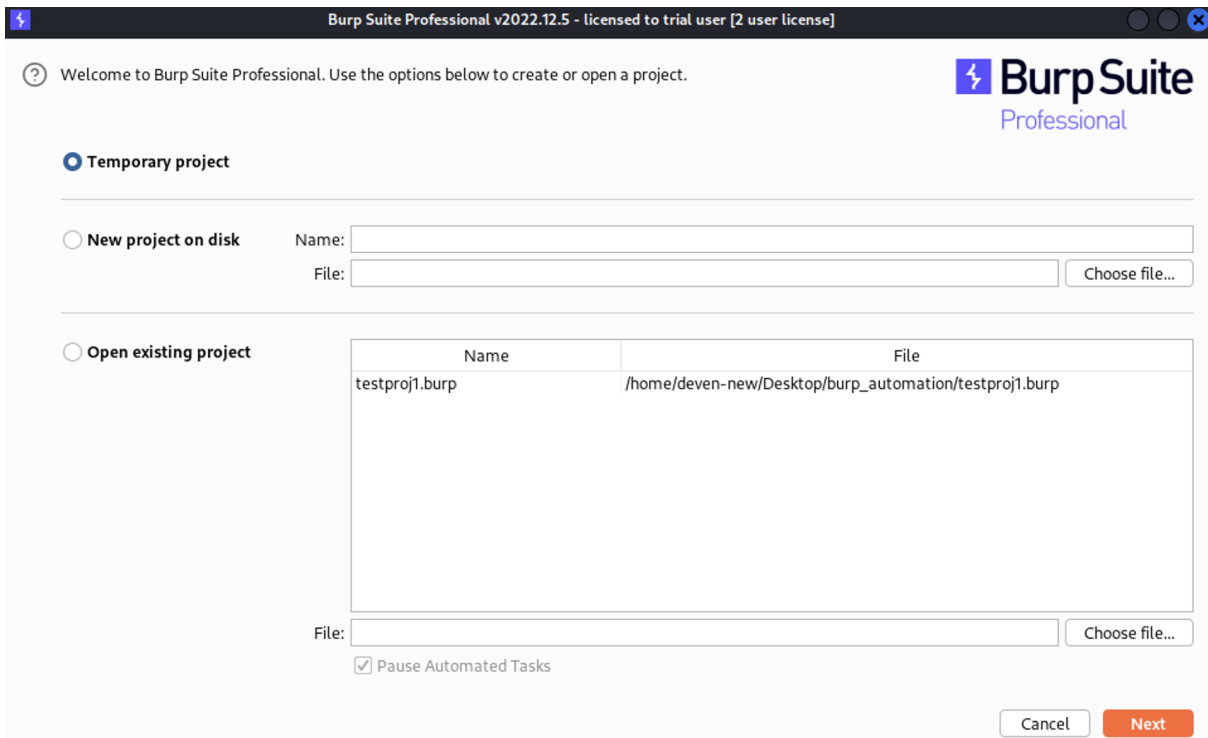 Burp Suite Professional v2022.12.5 - licensed to trial user [2 user license]
Welcome to Burp Suite Professional. Use the options below to create or open a project.
Burp Suite
Professional
Temporary project
New project on disk
Name:
File:
Choose file...
Open existing project
Name File
testproj1.burp /home/deven-new/Desktop/burp_automation/testproj1.burp
File:
Choose file...
Pause Automated Tasks
Cancel
Next